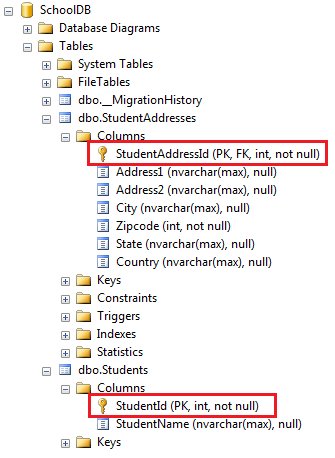 SchoolDB
Database Diagrams
Tables
System Tables
FileTables
dbo.__MigrationHistory
dbo.StudentAddresses
Columns
StudentAddressId (PK, FK, int, not null)
Address1 (nvarchar(max), null)
Address2 (nvarchar(max), null)
City (nvarchar(max), null)
Zipcode (int, not null)
State (nvarchar(max), null)
Country (nvarchar(max), null)
Keys
Constraints
Triggers
Indexes
Statistics
dbo.Students
Columns
StudentId (PK, int, not null)
StudentName (nvarchar(max), null)
Keys